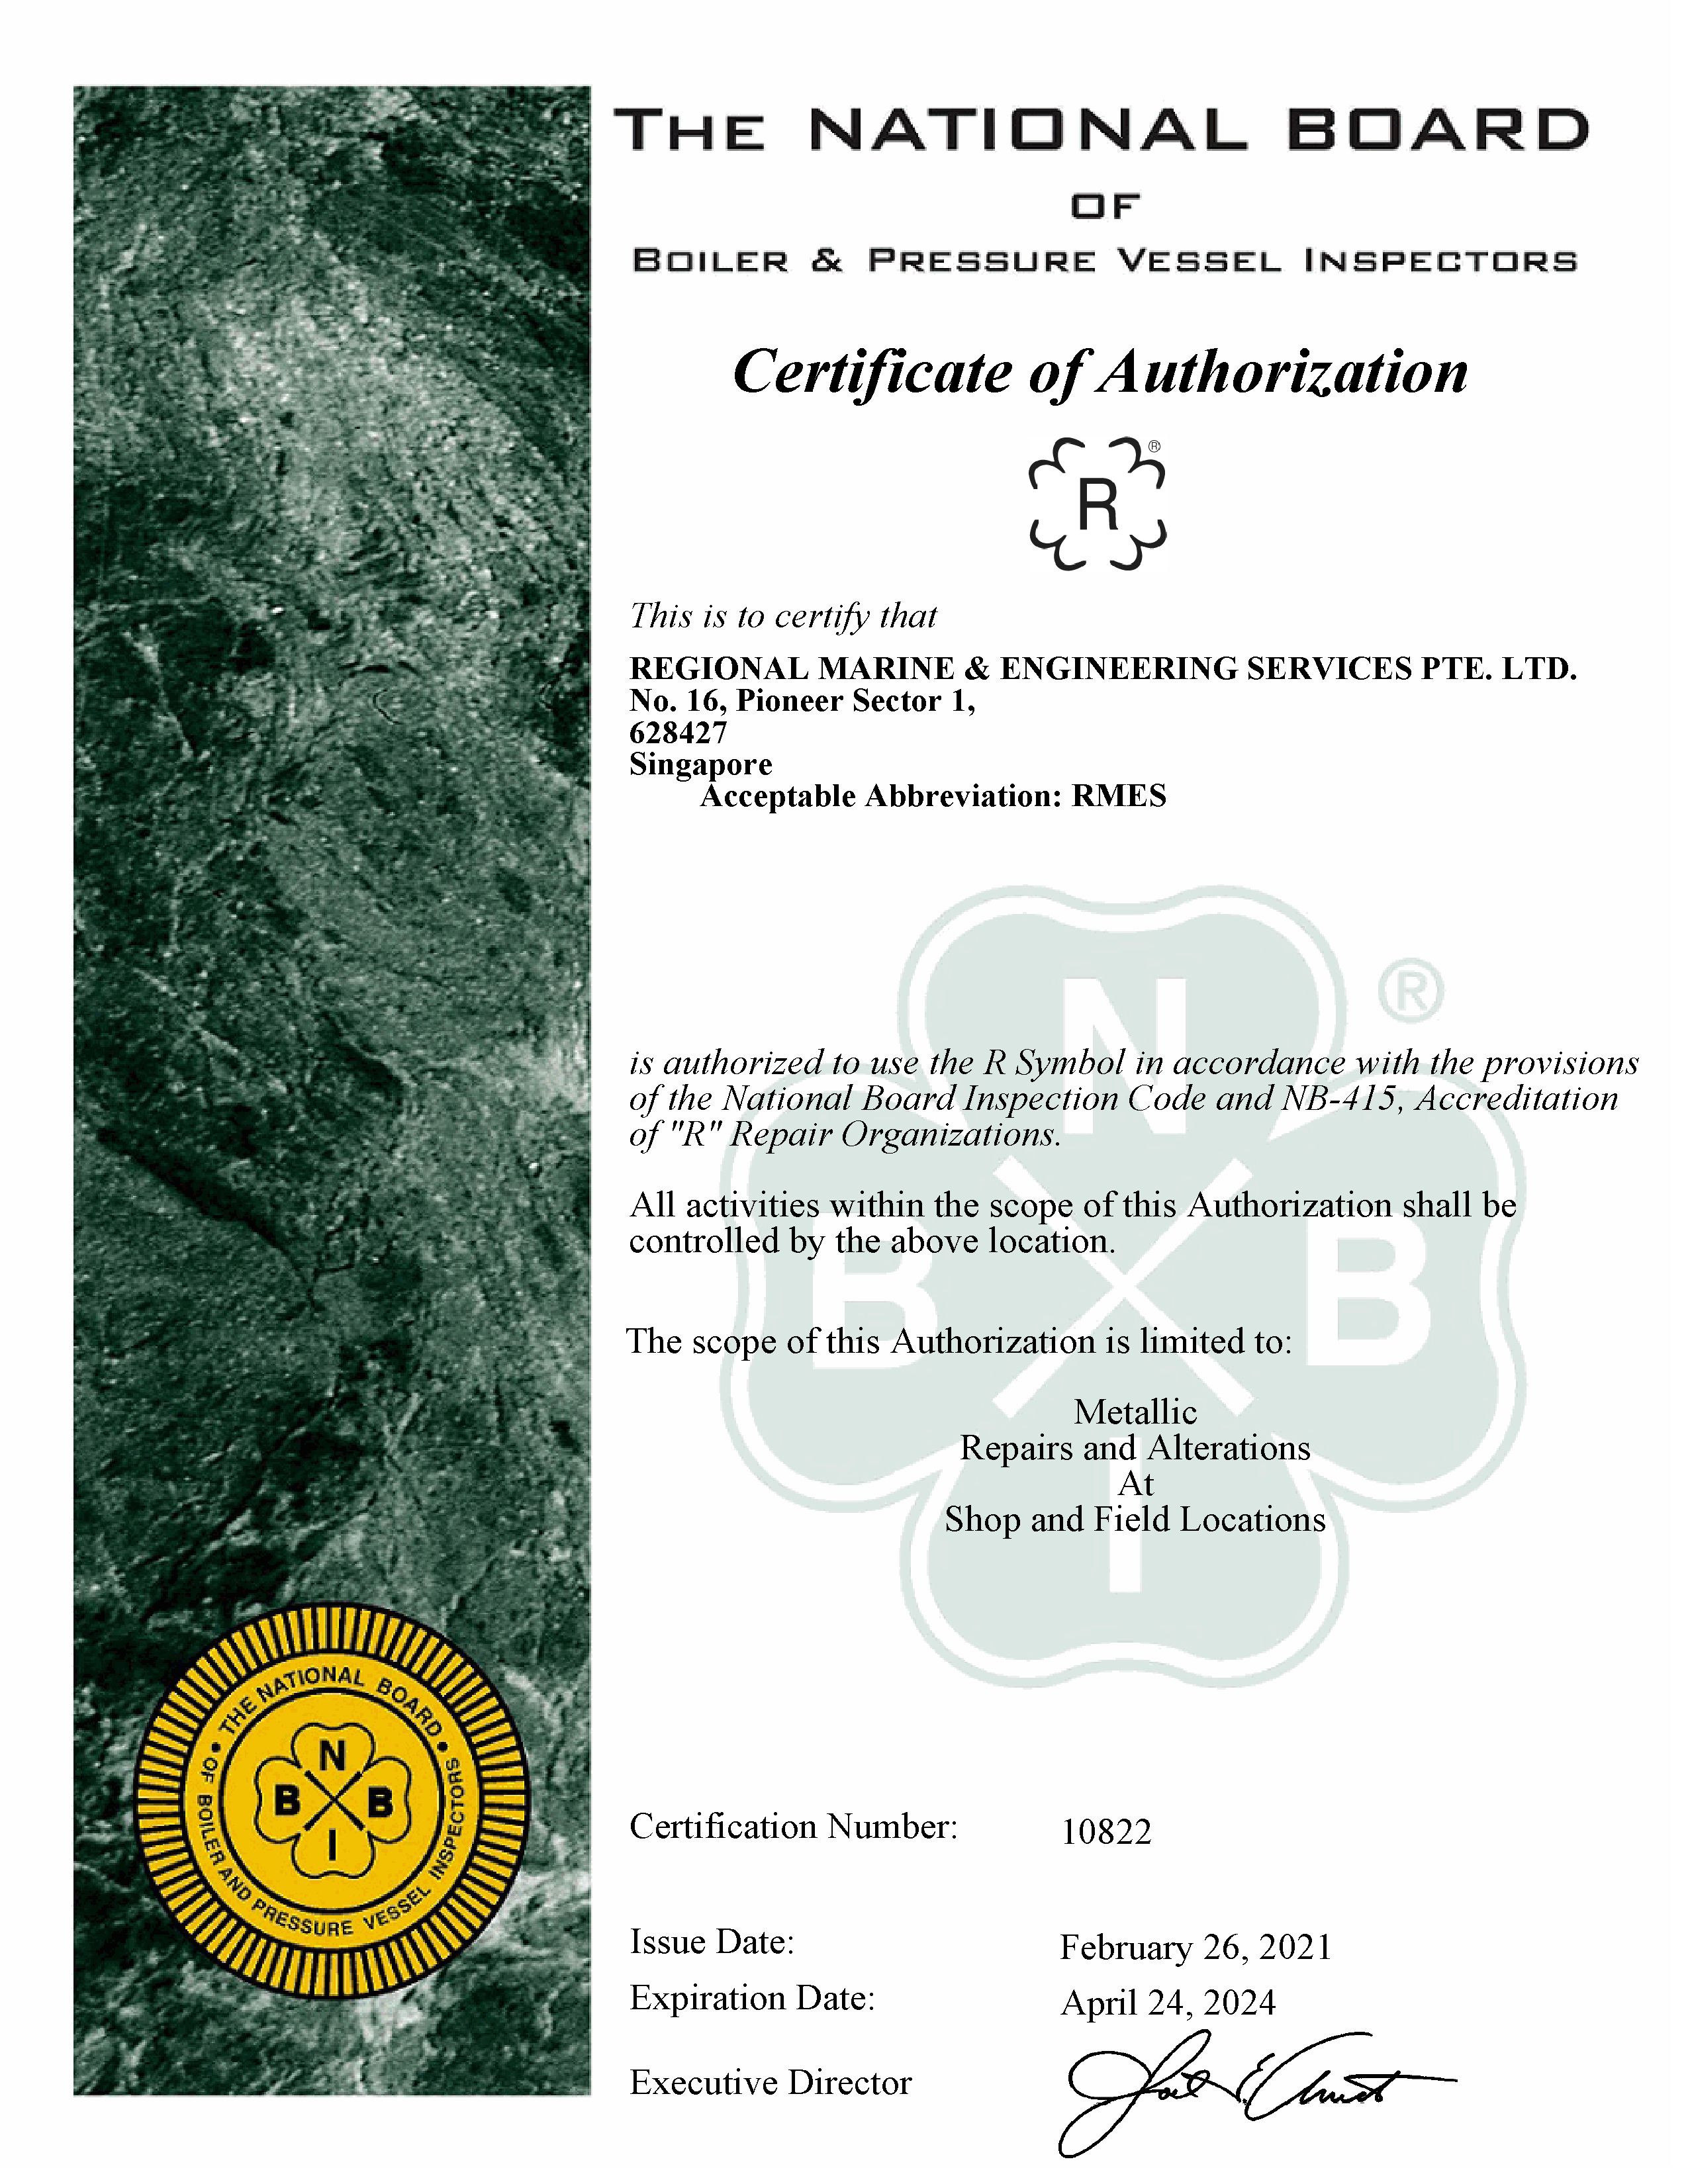 THE NATIONAL BOARD
OF
BOILER & PRESSURE VESSEL INSPECTORS
Certificate of Authorization
R
®
This is to certify that
REGIONAL MARINE & ENGINEERING SERVICES PTE. LTD.
No. 16, Pioneer Sector 1,
628427
Singapore
Acceptable Abbreviation: RMES
N
®
B
B
I
is authorized to use the R Symbol in accordance with the provisions
of the National Board Inspection Code and NB-415, Accreditation
of "R" Repair Organizations.
All activities within the scope of this Authorization shall be
controlled by the above location.
The scope of this Authorization is limited to:
Metallic
Repairs and Alterations
At
Shop and Field Locations
• THE NATIONAL BOARD •
OF BOILER AND PRESSURE VESSEL INSPECTORS
N
B B
I
Certification Number: 10822
Issue Date: February 26, 2021
Expiration Date: April 24, 2024
Executive Director